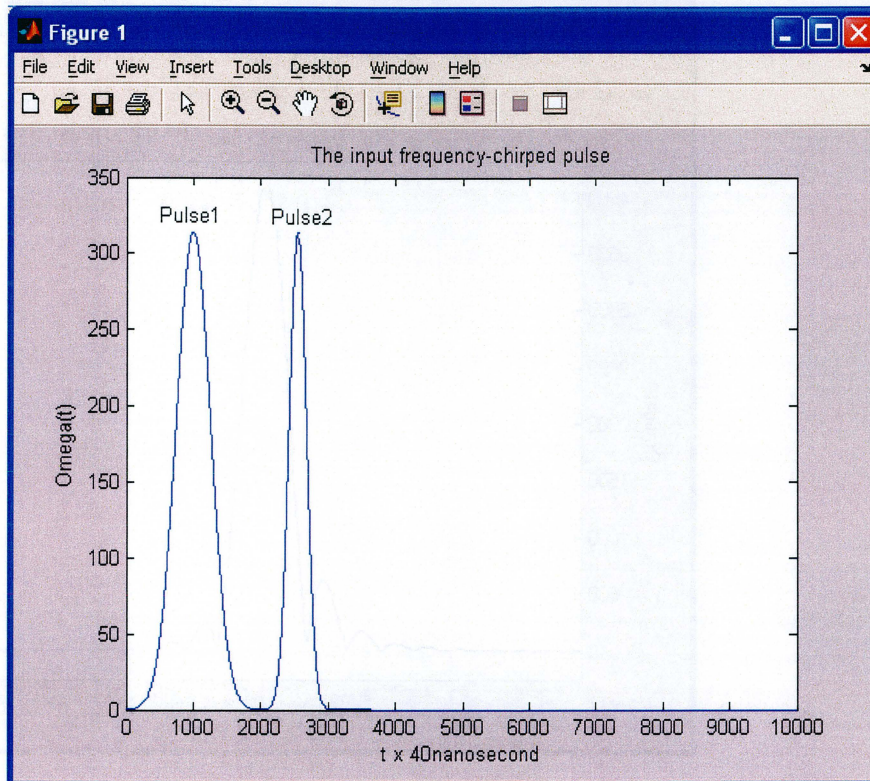 Figure 1
File Edit View Insert Tools Desktop Window Help
The input frequency-chirped pulse
350
Pulse1 Pulse2
300
250
200
150
100
50
0
Omega(t)
0 1000 2000 3000 4000 5000 6000 7000 8000 9000 10000
t x 40nanosecond